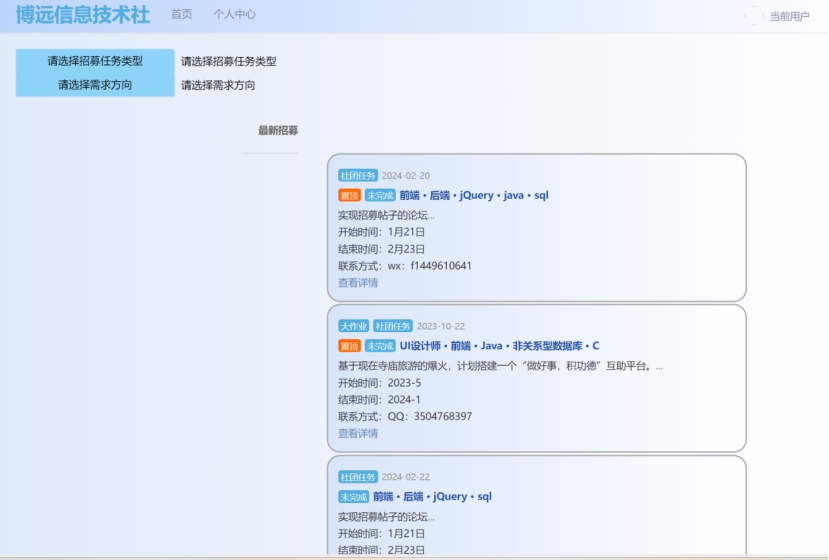 博远信息技术社 首页 个人中心 当前用户
请选择招募任务类型 请选择招募任务类型
请选择需求方向 请选择需求方向
最新招募
社团任务 2024-02-20
置顶 未完成 前端·后端·jQuery·java·sql
实现招募帖子的论坛...
开始时间：1月21日
结束时间：2月23日
联系方式：wx：f1449610641
查看详情
大作业 社团任务 2023-10-22
置顶 未完成 UI设计师·前端·Java·非关系型数据库·C
基于现在寺庙旅游的爆火，计划搭建一个“做好事，积功德”互助平台。...
开始时间：2023-5
结束时间：2024-1
联系方式：QQ：3504768397
查看详情
社团任务 2024-02-22
未完成 前端·后端·jQuery·sql
实现招募帖子的论坛...
开始时间：1月21日
结束时间：2月23日